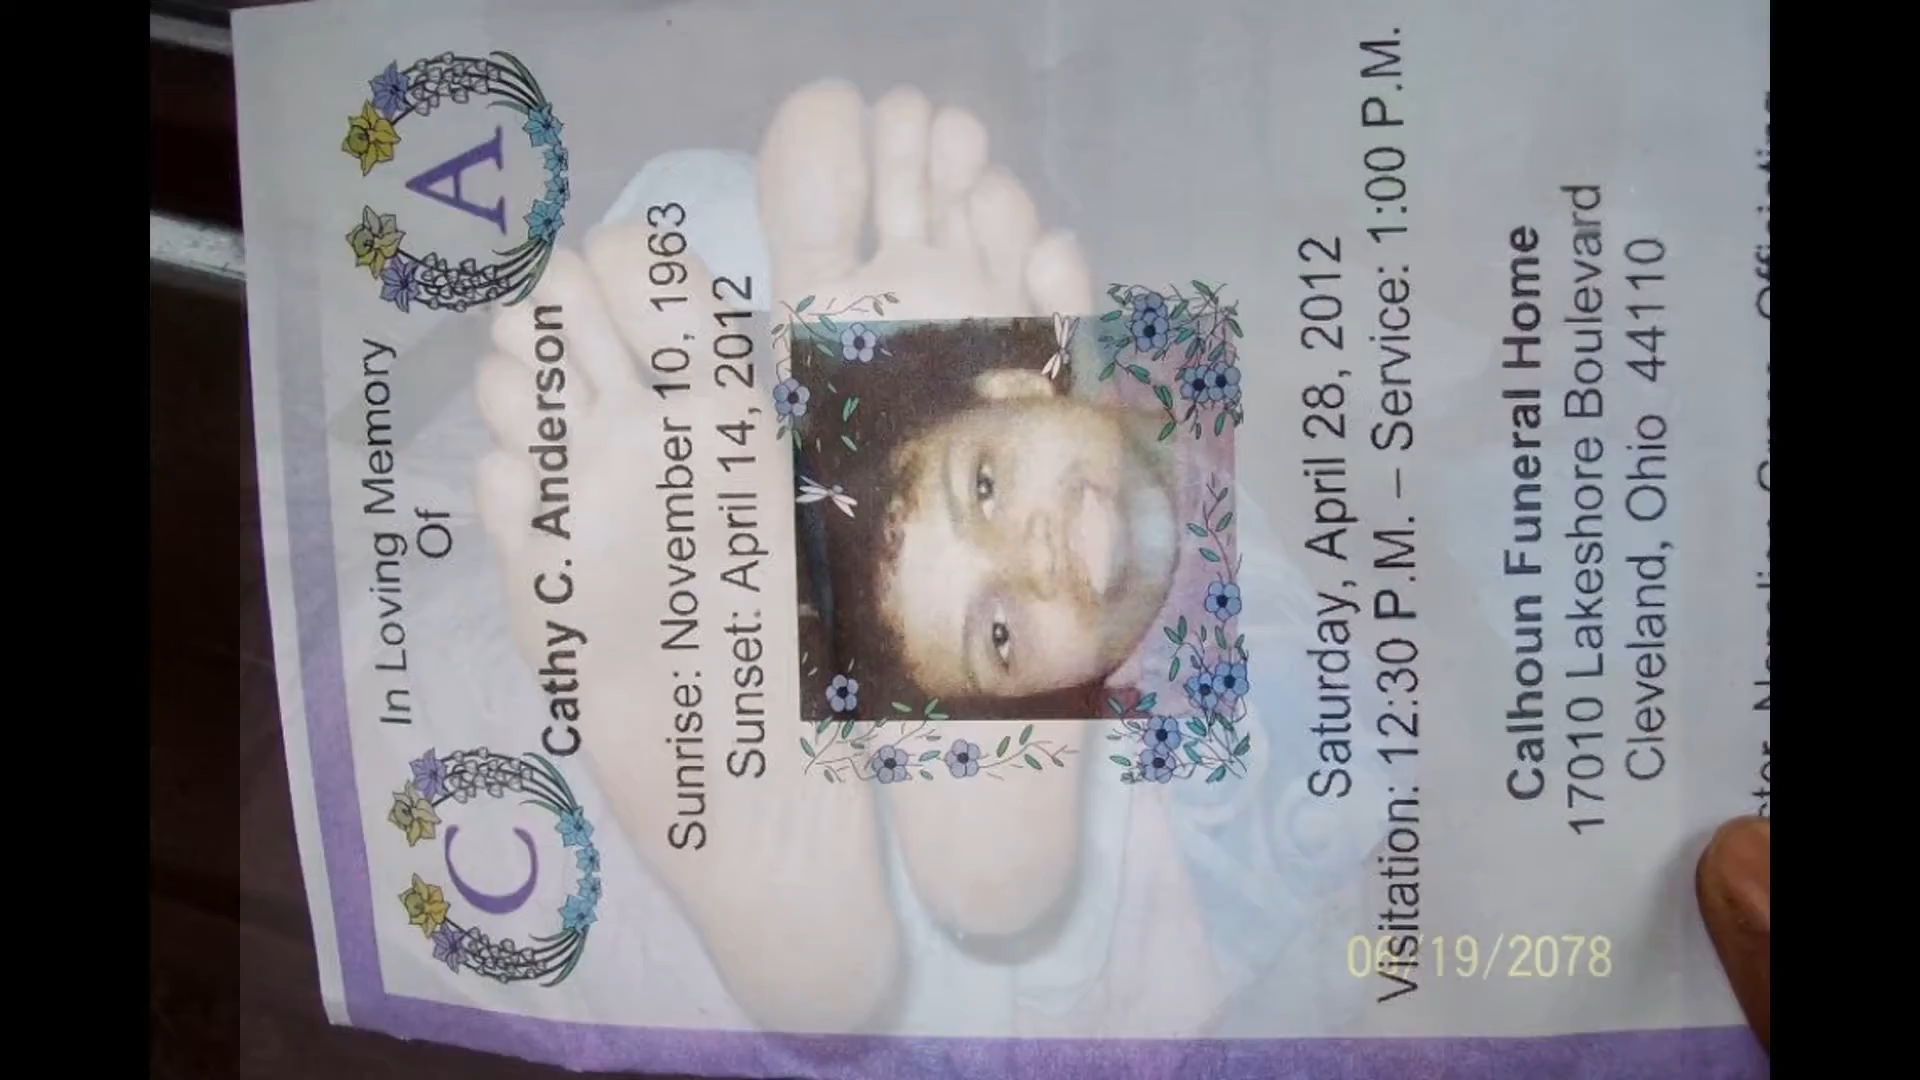 C
A
In Loving Memory
Of
Cathy C. Anderson
Sunrise: November 10, 1963
Sunset: April 14, 2012
Saturday, April 28, 2012
Visitation: 12:30 P.M. – Service: 1:00 P.M.
Calhoun Funeral Home
17010 Lakeshore Boulevard
Cleveland, Ohio 44110
06/19/2078